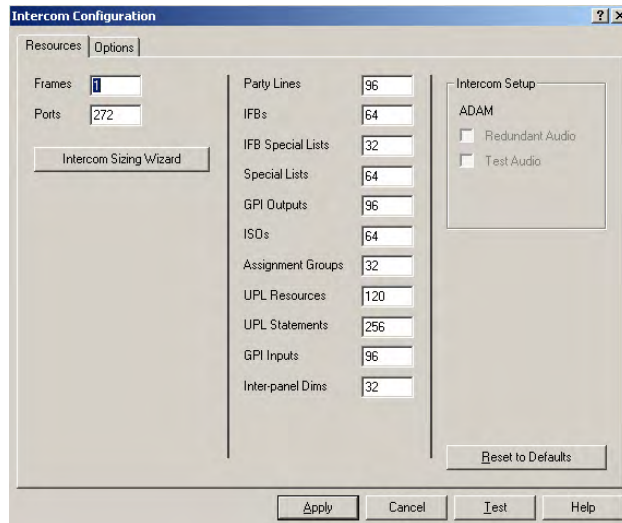 Intercom Configuration
Resources
Options
Frames 1
Ports 272
Intercom Sizing Wizard
Party Lines 96
IFBs 64
IFB Special Lists 32
Special Lists 64
GPI Outputs 96
ISOs 64
Assignment Groups 32
UPL Resources 120
UPL Statements 256
GPI Inputs 96
Inter-panel Dims 32
Intercom Setup
ADAM
Redundant Audio
Test Audio
Reset to Defaults
Apply
Cancel
Test
Help